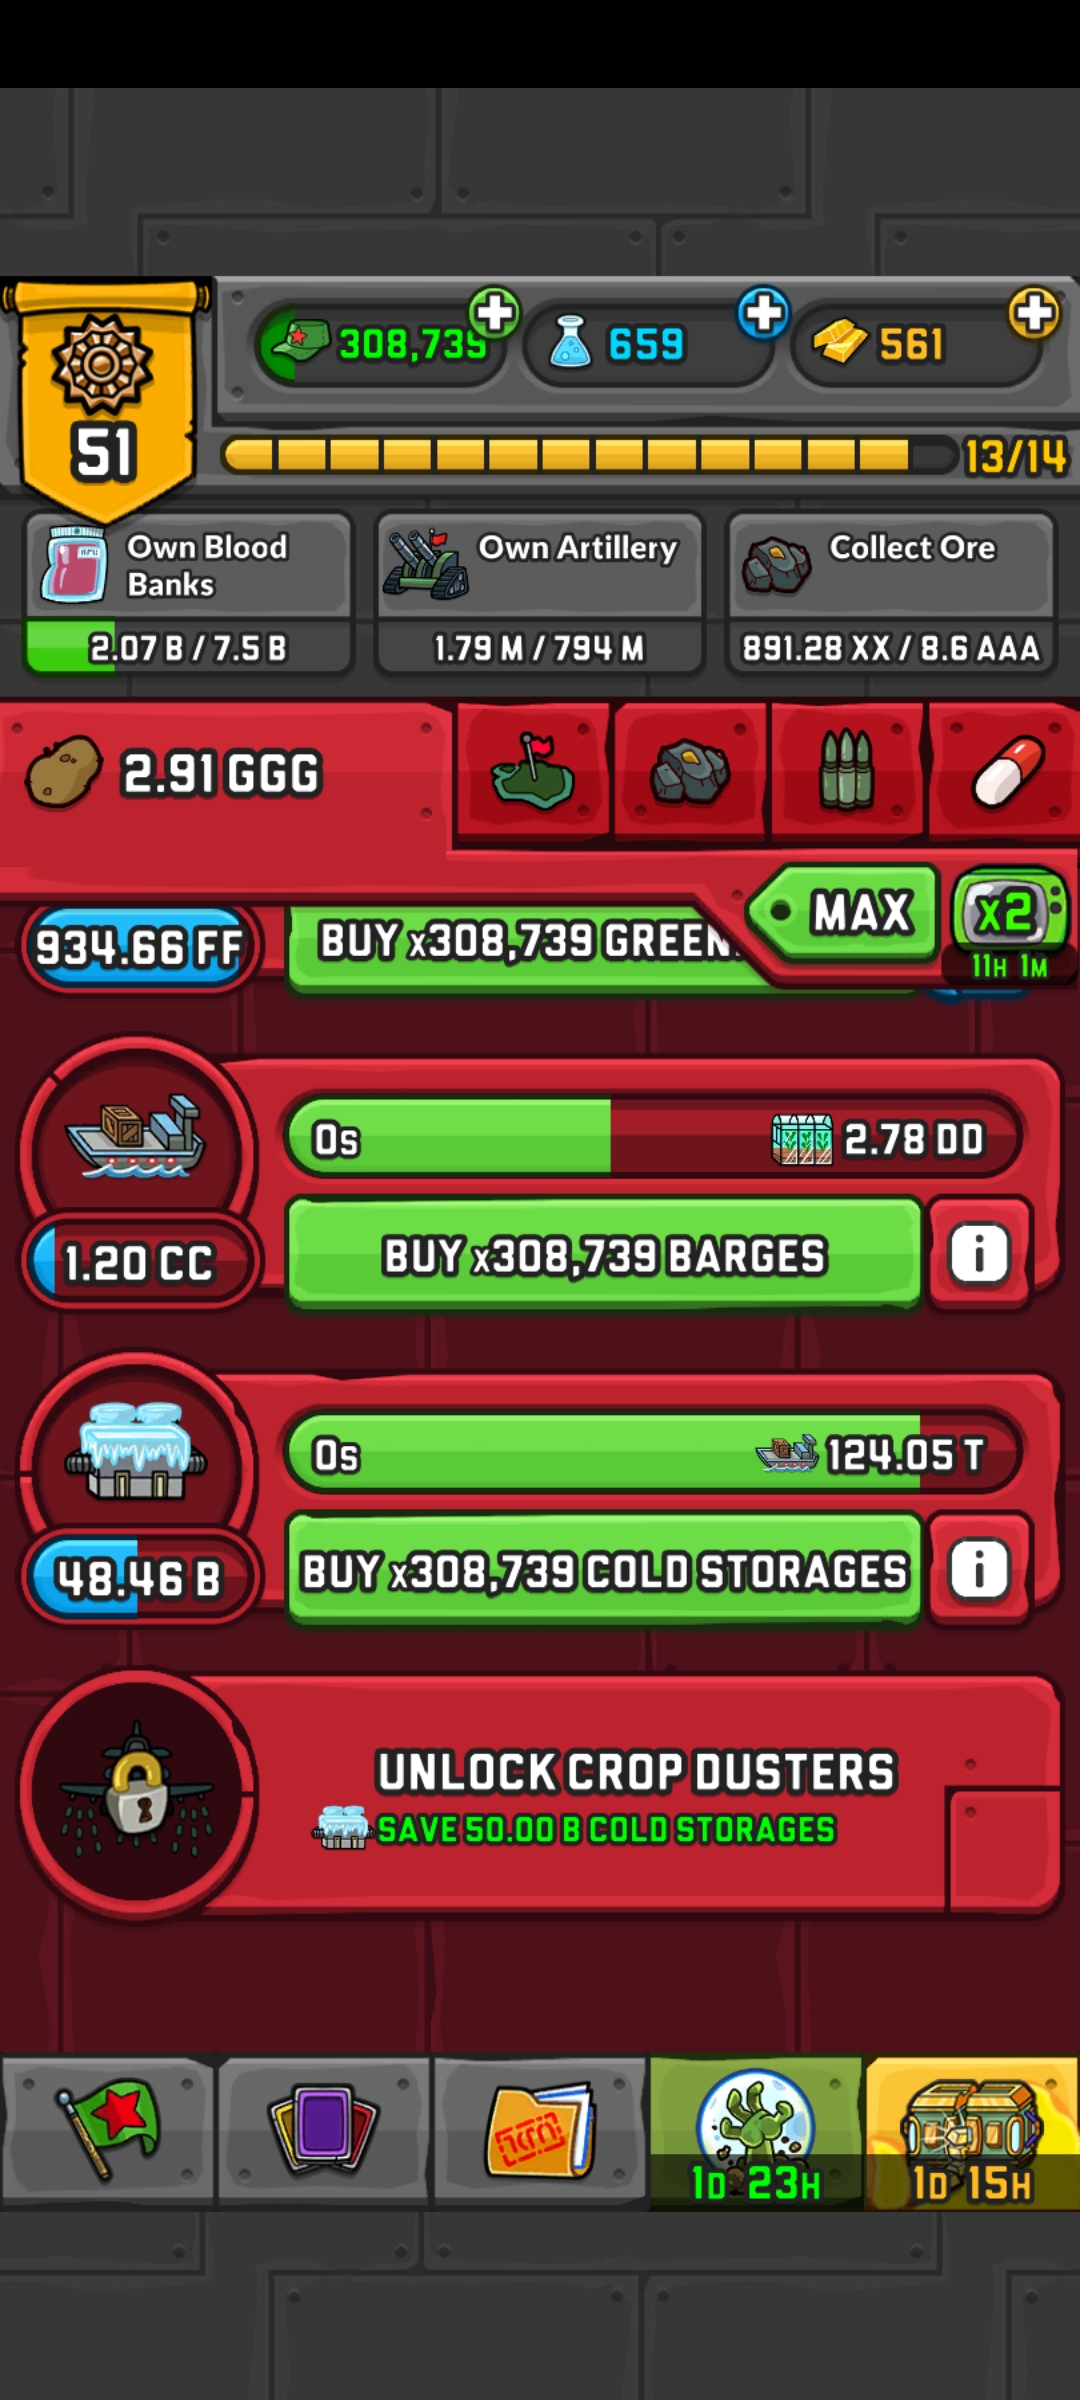 308,739
659
561
51
13/14
Own Blood
Banks
2.07 B / 7.5 B
Own Artillery
1.79 M / 794 M
Collect Ore
891.28 XX / 8.6 AAA
2.91 GGG
MAX
x2
11H 1M
934.66 FF
BUY x308,739 GREEN
0s
2.78 DD
1.20 CC
BUY x308,739 BARGES
i
0s
124.05 T
48.46 B
BUY x308,739 COLD STORAGES
i
UNLOCK CROP DUSTERS
SAVE 50.00 B COLD STORAGES
1D 23H
1D 15H